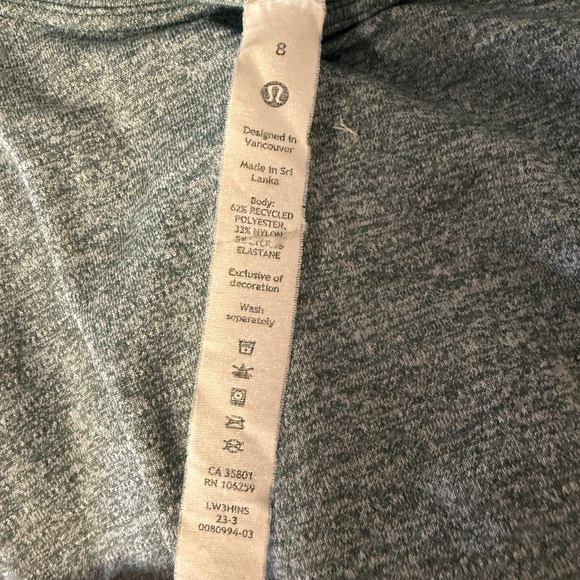 8
Designed in
Vancouver
Made in Sri
Lanka
Body:
62% RECYCLED
POLYESTER,
32% NYLON,
ELASTANE
Exclusive of
decoration
Wash
separately
CA 35801
RN 106259
LW3HINS
23-3
0080994-03